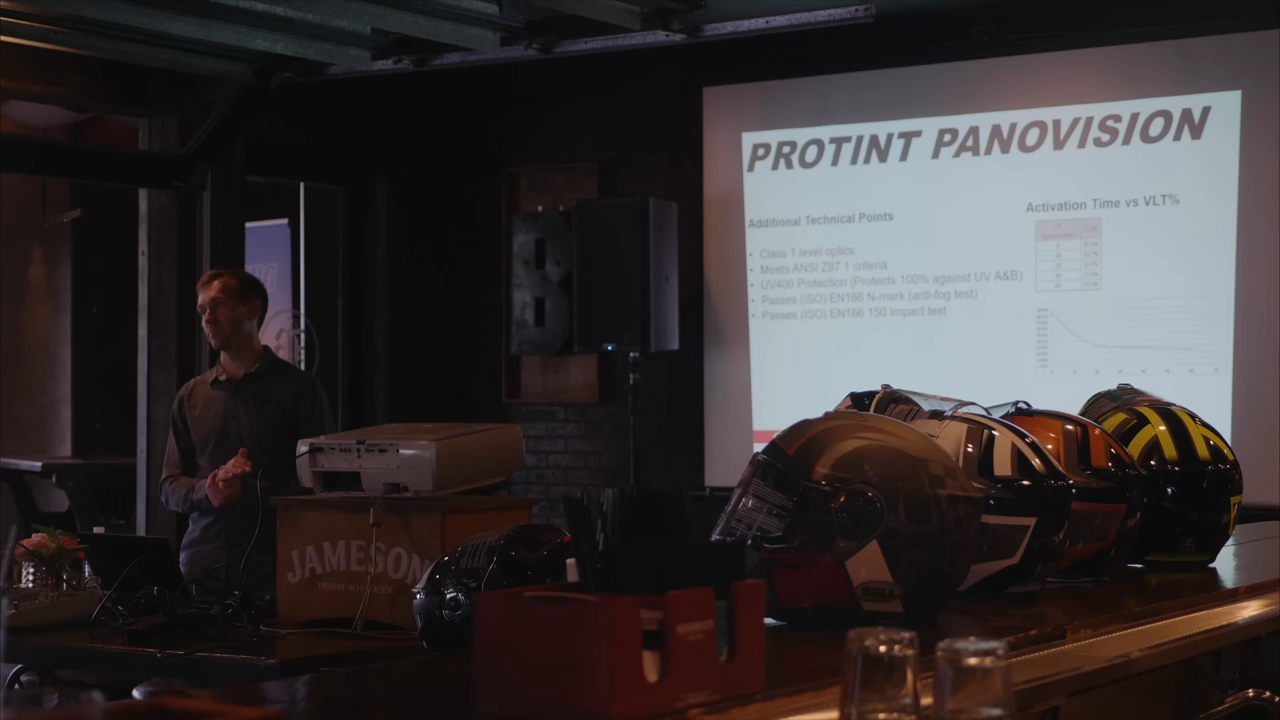 PROTINT PANOVISION
Additional Technical Points
Activation Time vs VLT%
• Class 1 level optics
• Meets ANSI Z87 1 criteria
• UV400 Protection (Protects 100% against UV A&B)
• Passes (ISO) EN166 N-mark (anti-fog test)
• Passes (ISO) EN166 150 Impact test
JAMESON
IRISH WHISKEY
BELL